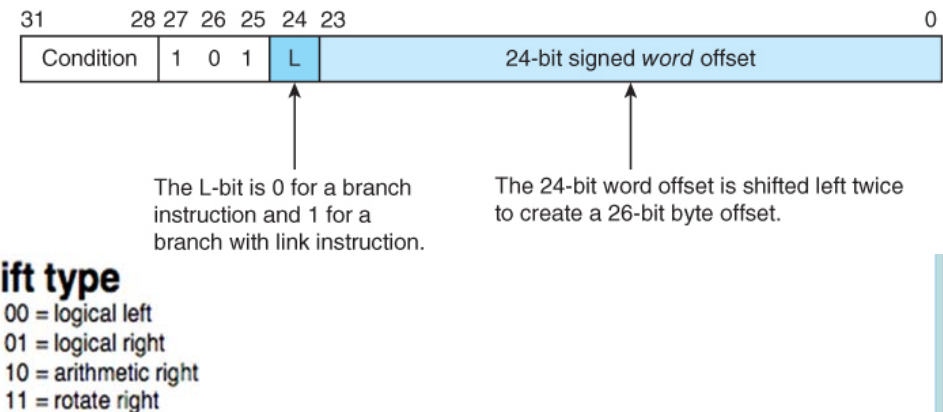 31 28 27 26 25 24 23 0
Condition 1 0 1 L 24-bit signed word offset
The L-bit is 0 for a branch
instruction and 1 for a
branch with link instruction.
The 24-bit word offset is shifted left twice
to create a 26-bit byte offset.
ift type
00 = logical left
01 = logical right
10 = arithmetic right
11 = rotate right